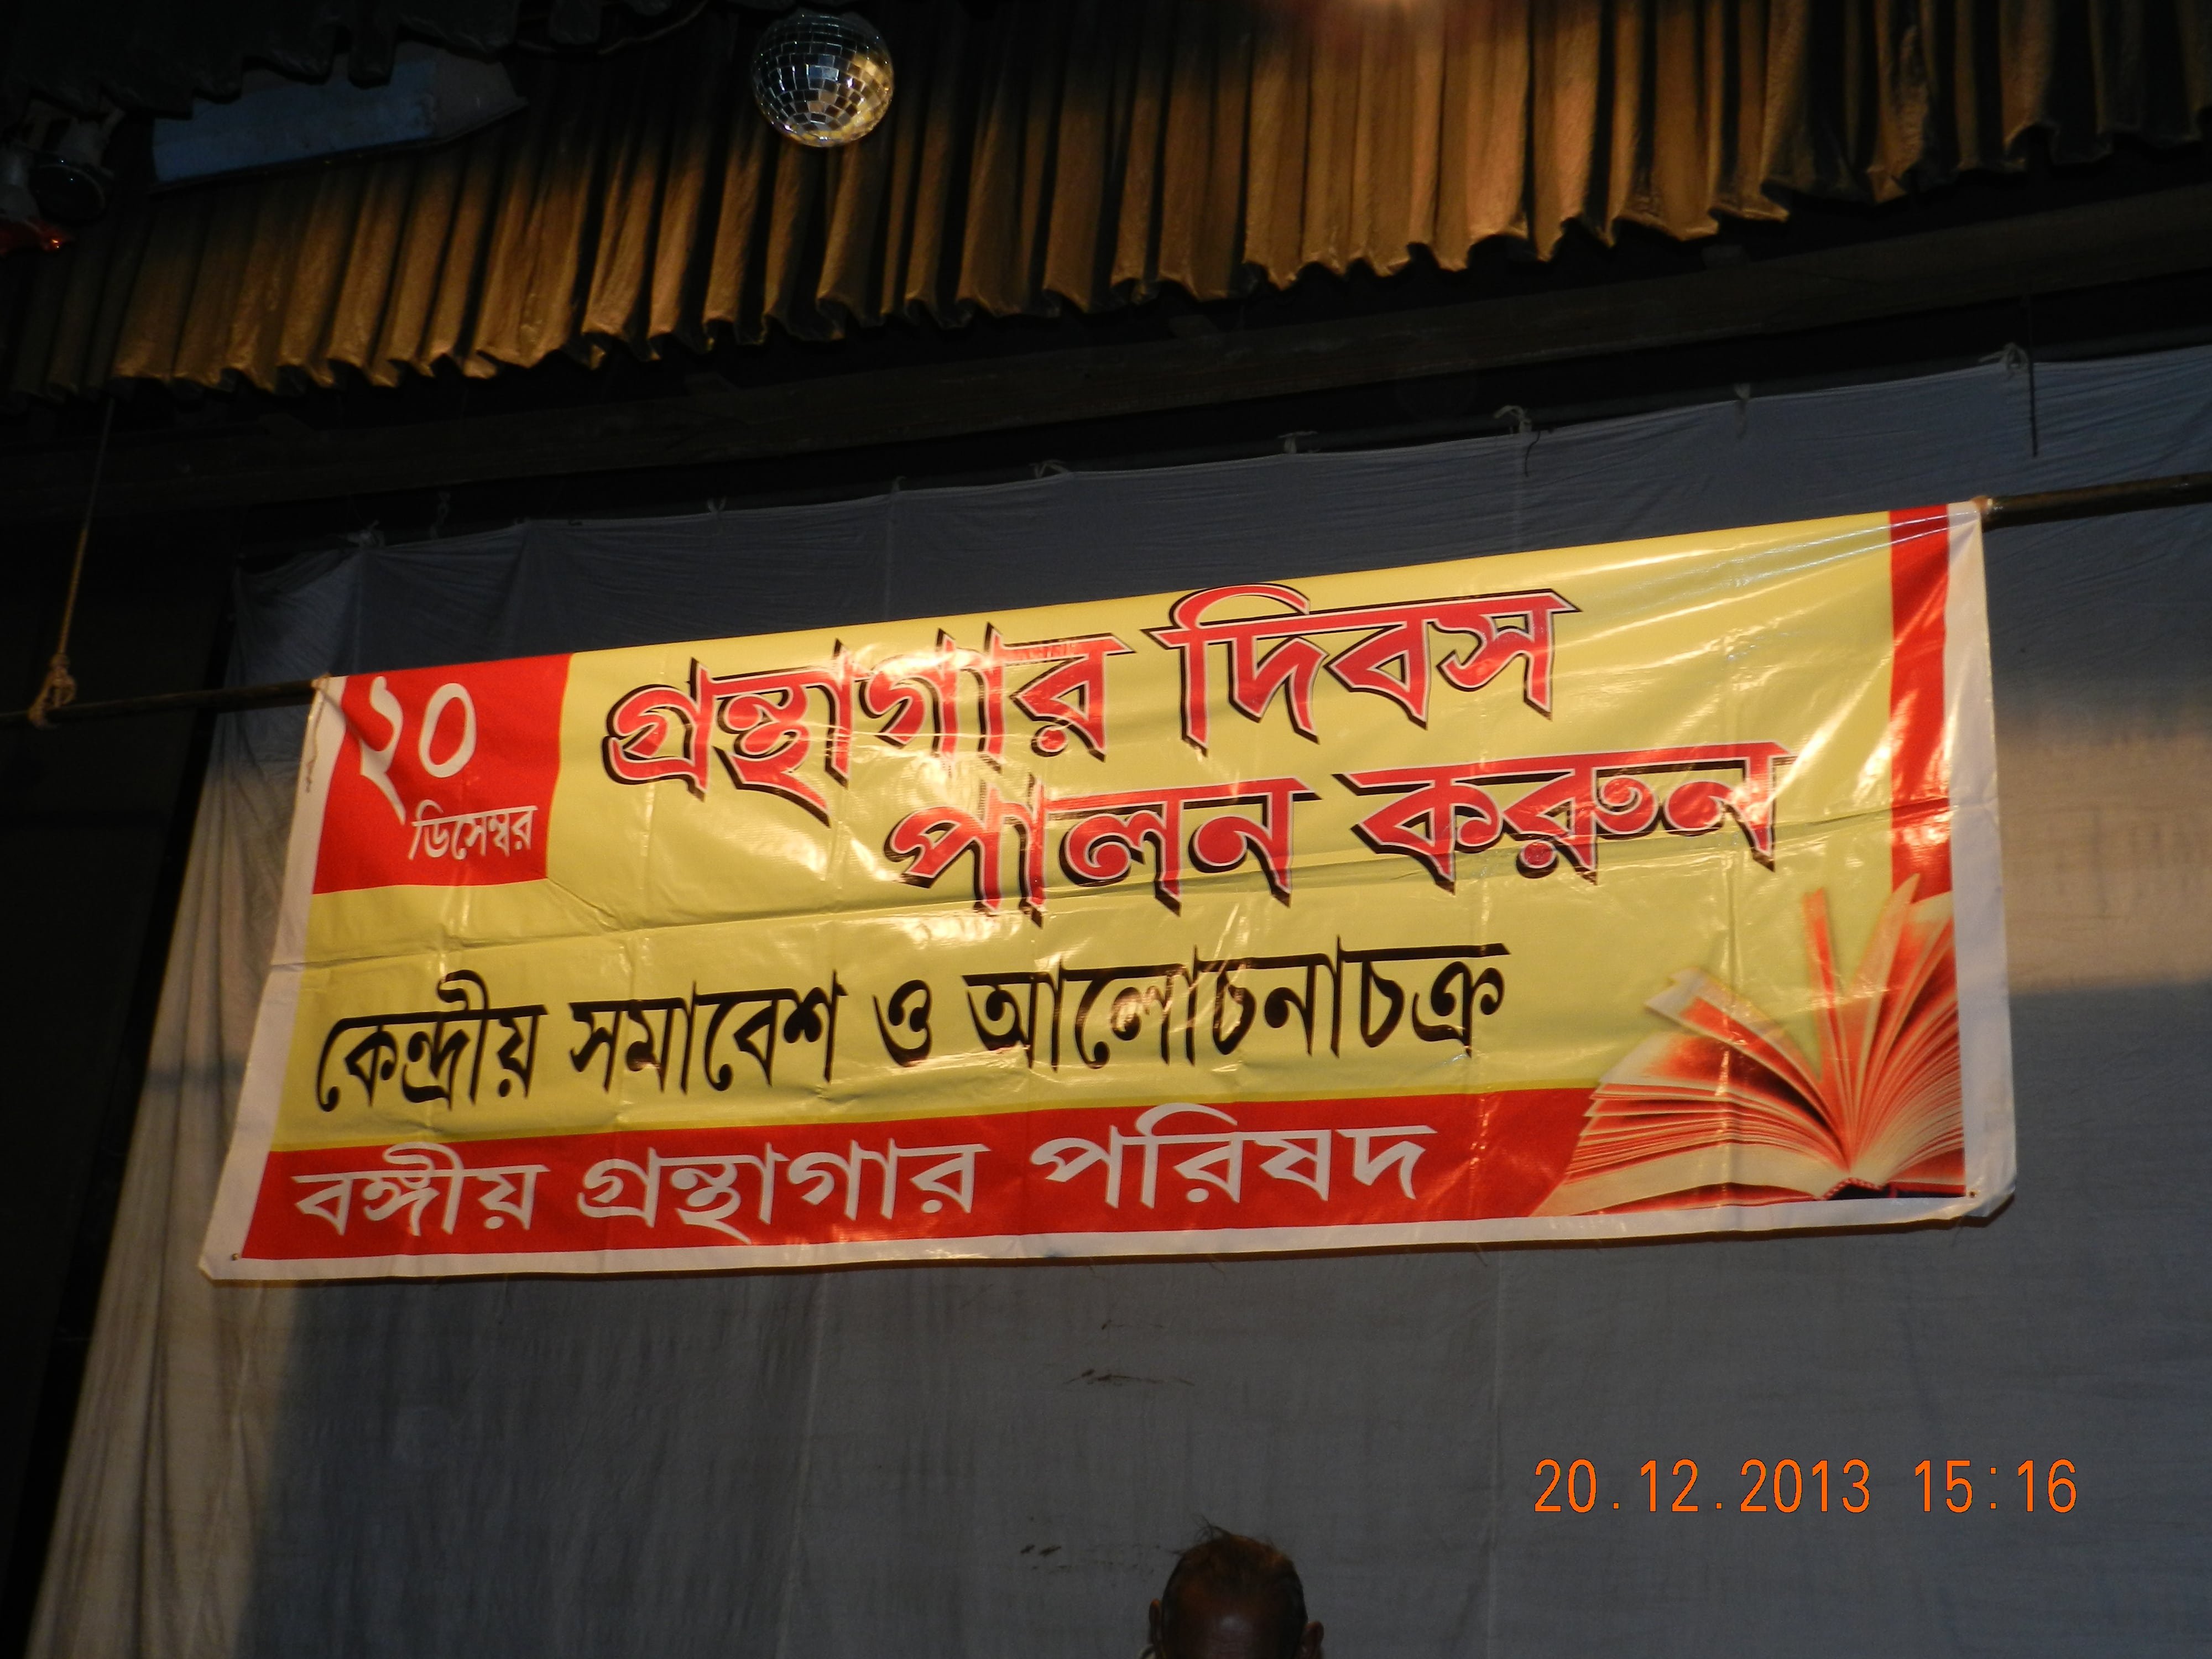 ২০
ডিসেম্বর
গ্রন্থাগার দিবস
পালন করুন
কেন্দ্রীয় সমাবেশ ও আলোচনাচক্র
বঙ্গীয় গ্রন্থাগার পরিষদ
20.12.2013 15:16